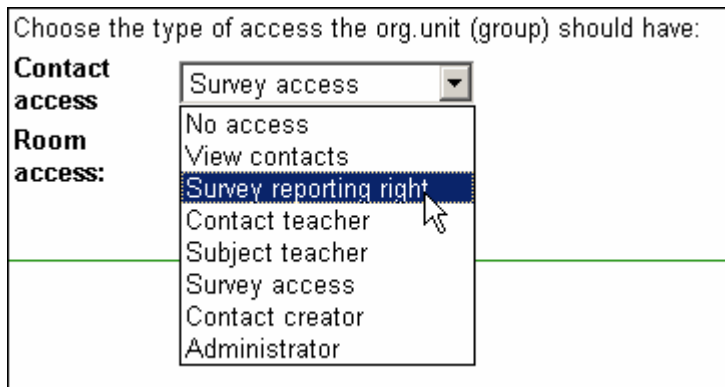 Choose the type of access the org.unit (group) should have:
Contact
access
Survey access
Room
access:
No access
View contacts
Survey reporting right
Contact teacher
Subject teacher
Survey access
Contact creator
Administrator